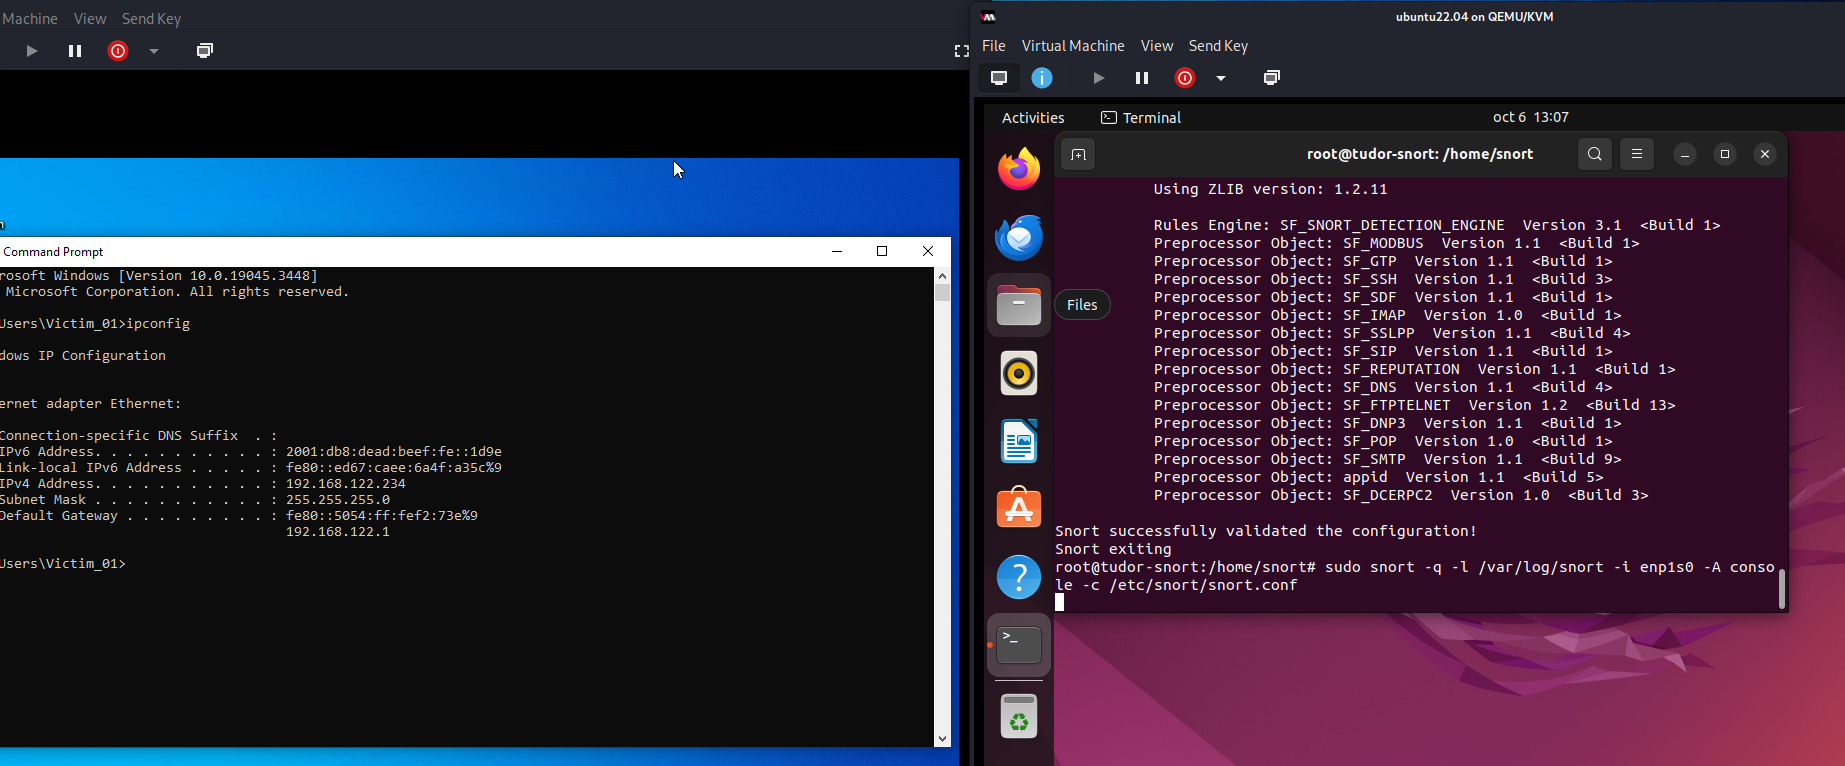 Machine View Send Key
Command Prompt
rosoft Windows [Version 10.0.19045.3448]
Microsoft Corporation. All rights reserved.
Users\Victim_01>ipconfig
dows IP Configuration
ernet adapter Ethernet:
Connection-specific DNS Suffix . :
IPv6 Address. . . . . . . . . . . : 2001:db8:dead:beef:fe::1d9e
Link-local IPv6 Address . . . . . : fe80::ed67:caee:6a4f:a35c%9
IPv4 Address. . . . . . . . . . . : 192.168.122.234
Subnet Mask . . . . . . . . . . . : 255.255.255.0
Default Gateway . . . . . . . . . : fe80::5054:ff:fef2:73e%9
192.168.122.1
Users\Victim_01>
ubuntu22.04 on QEMU/KVM
File Virtual Machine View Send Key
Activities Terminal oct 6 13:07
root@tudor-snort: /home/snort
Files
Using ZLIB version: 1.2.11
Rules Engine: SF_SNORT_DETECTION_ENGINE Version 3.1 <Build 1>
Preprocessor Object: SF_MODBUS Version 1.1 <Build 1>
Preprocessor Object: SF_GTP Version 1.1 <Build 1>
Preprocessor Object: SF_SSH Version 1.1 <Build 3>
Preprocessor Object: SF_SDF Version 1.1 <Build 1>
Preprocessor Object: SF_IMAP Version 1.0 <Build 1>
Preprocessor Object: SF_SSLPP Version 1.1 <Build 4>
Preprocessor Object: SF_SIP Version 1.1 <Build 1>
Preprocessor Object: SF_REPUTATION Version 1.1 <Build 1>
Preprocessor Object: SF_DNS Version 1.1 <Build 4>
Preprocessor Object: SF_FTPTELNET Version 1.2 <Build 13>
Preprocessor Object: SF_DNP3 Version 1.1 <Build 1>
Preprocessor Object: SF_POP Version 1.0 <Build 1>
Preprocessor Object: SF_SMTP Version 1.1 <Build 9>
Preprocessor Object: appid Version 1.1 <Build 5>
Preprocessor Object: SF_DCERPC2 Version 1.0 <Build 3>
Snort successfully validated the configuration!
Snort exiting
root@tudor-snort:/home/snort# sudo snort -q -l /var/log/snort -i enp1s0 -A conso
le -c /etc/snort/snort.conf